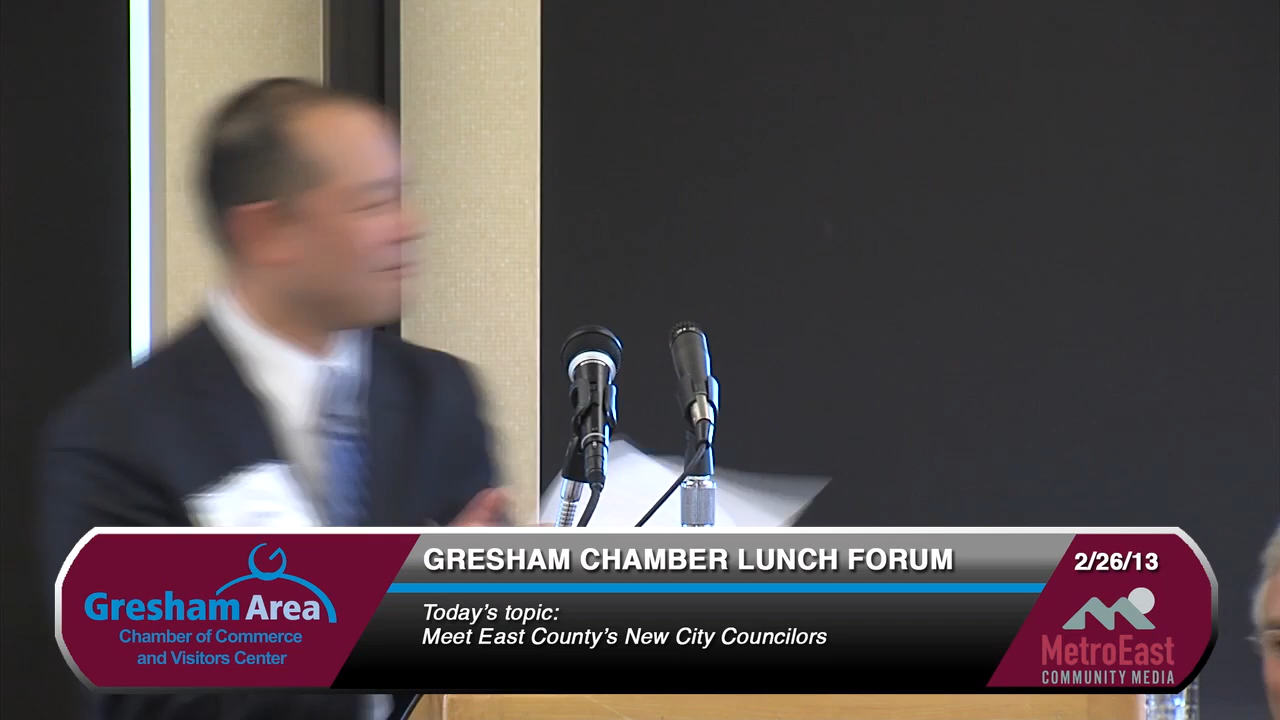 GRESHAM CHAMBER LUNCH FORUM
2/26/13
Today's topic:
Meet East County's New City Councilors
Gresham Area
Chamber of Commerce
and Visitors Center
MetroEast
COMMUNITY MEDIA